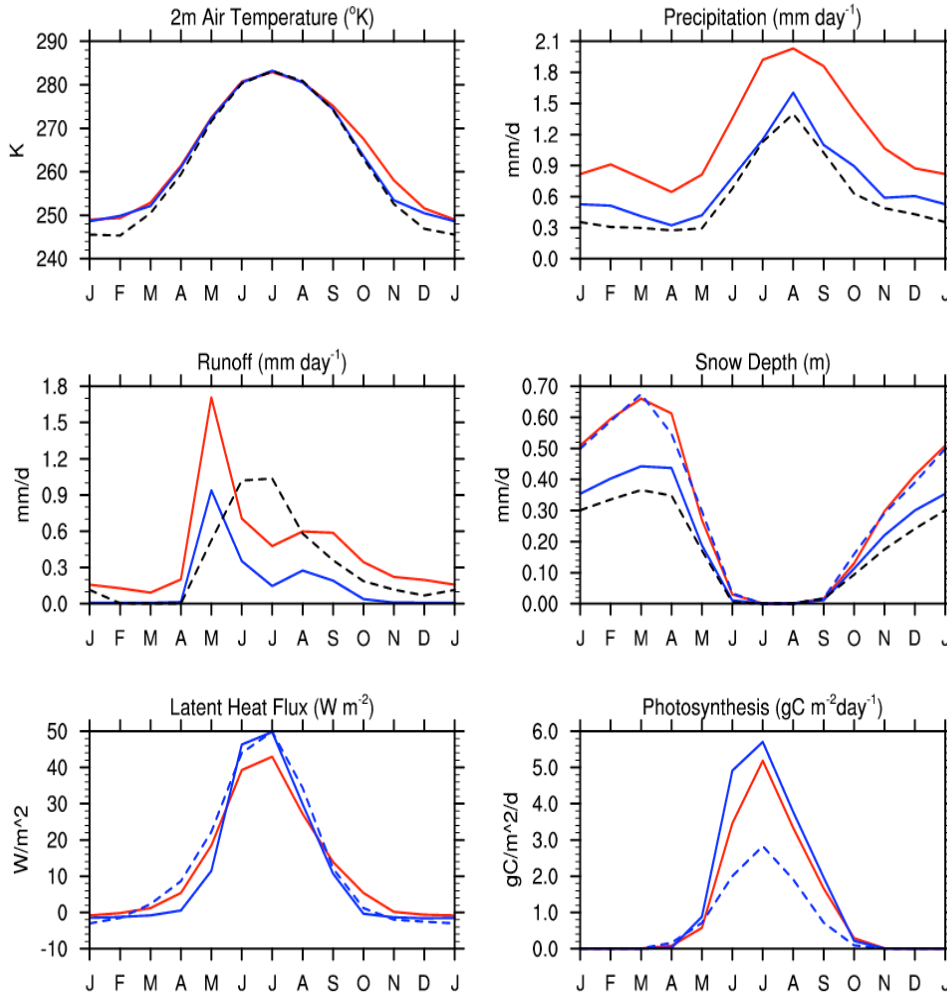 2m Air Temperature (°K)
290
280
270
260
250
240
K
J F M A M J J A S O N D J
Precipitation (mm day⁻¹)
2.1
1.8
1.5
1.2
0.9
0.6
0.3
0.0
mm/d
J F M A M J J A S O N D J
Runoff (mm day⁻¹)
1.8
1.5
1.2
0.9
0.6
0.3
0.0
mm/d
J F M A M J J A S O N D J
Snow Depth (m)
0.70
0.60
0.50
0.40
0.30
0.20
0.10
0.00
mm/d
J F M A M J J A S O N D J
Latent Heat Flux (W m⁻²)
50
40
30
20
10
0
-10
W/m^2
J F M A M J J A S O N D J
Photosynthesis (gC m⁻²day⁻¹)
6.0
5.0
4.0
3.0
2.0
1.0
0.0
gC/m^2/d
J F M A M J J A S O N D J